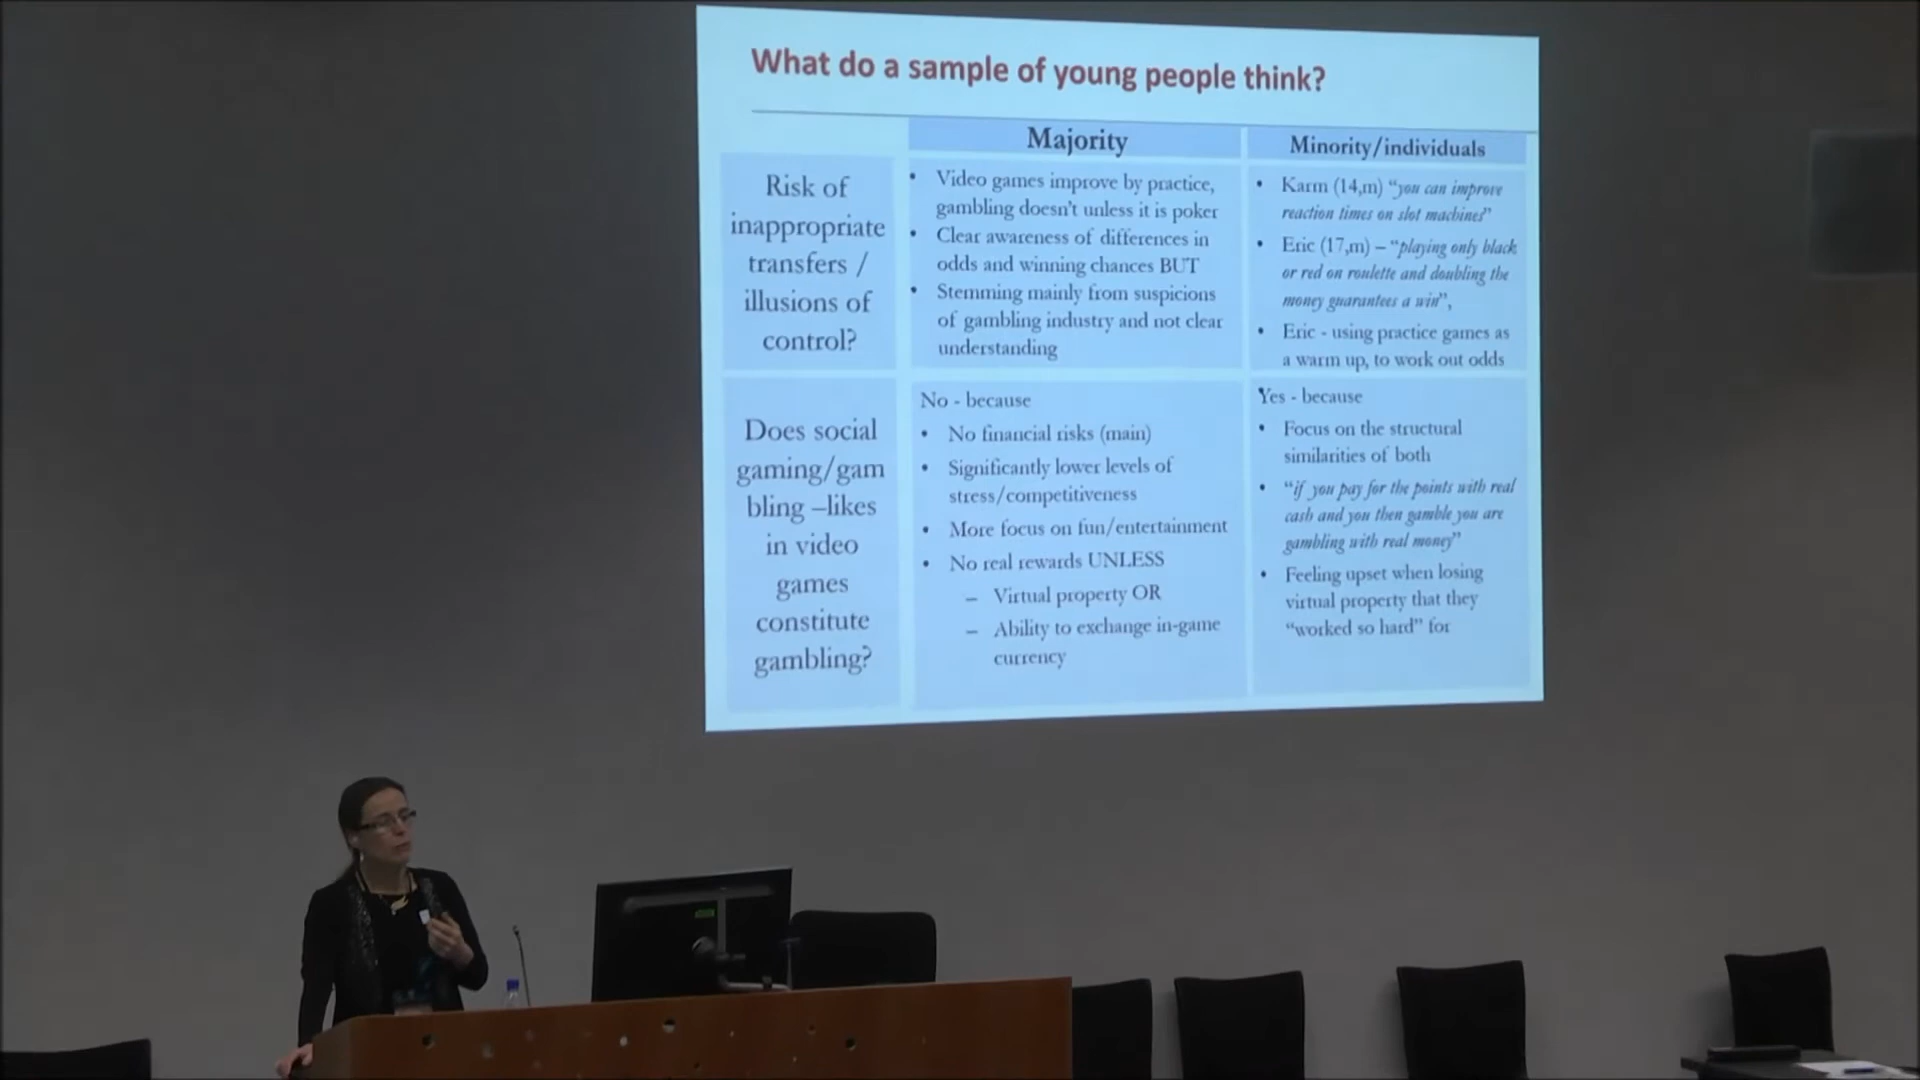 What do a sample of young people think?
Majority
Minority/individuals
Risk of
inappropriate
transfers /
illusions of
control?
• Video games improve by practice,
gambling doesn't unless it is poker
• Clear awareness of differences in
odds and winning chances BUT
• Stemming mainly from suspicions
of gambling industry and not clear
understanding
• Karm (14,m) "you can improve
reaction times on slot machines"
• Eric (17,m) – "playing only black
or red on roulette and doubling the
money guarantees a win",
• Eric - using practice games as
a warm up, to work out odds
Does social
gaming/gam
bling –likes
in video
games
constitute
gambling?
No - because
• No financial risks (main)
• Significantly lower levels of
stress/competitiveness
• More focus on fun/entertainment
• No real rewards UNLESS
– Virtual property OR
– Ability to exchange in-game
currency
Yes - because
• Focus on the structural
similarities of both
• "if you pay for the points with real
cash and you then gamble you are
gambling with real money"
• Feeling upset when losing
virtual property that they
"worked so hard" for